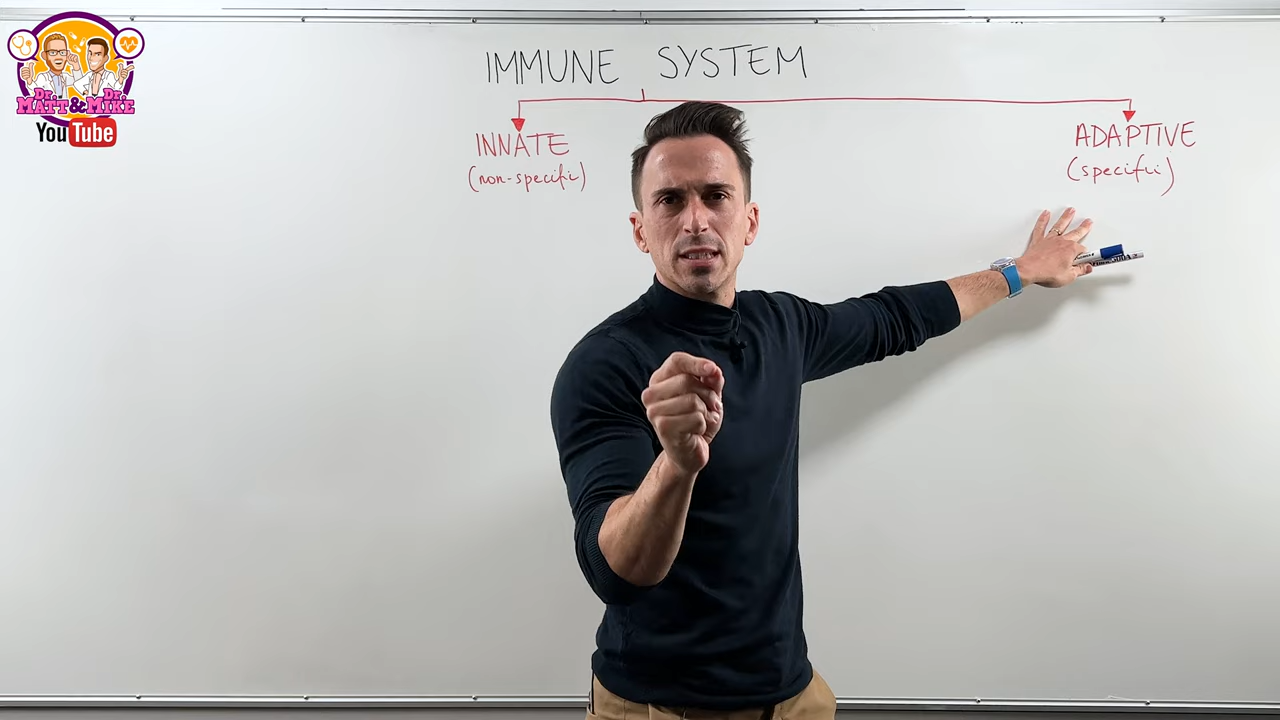 Dr. Dr.
MATT & MIKE
YouTube
IMMUNE SYSTEM
INNATE
(non-specific)
ADAPTIVE
(specific)